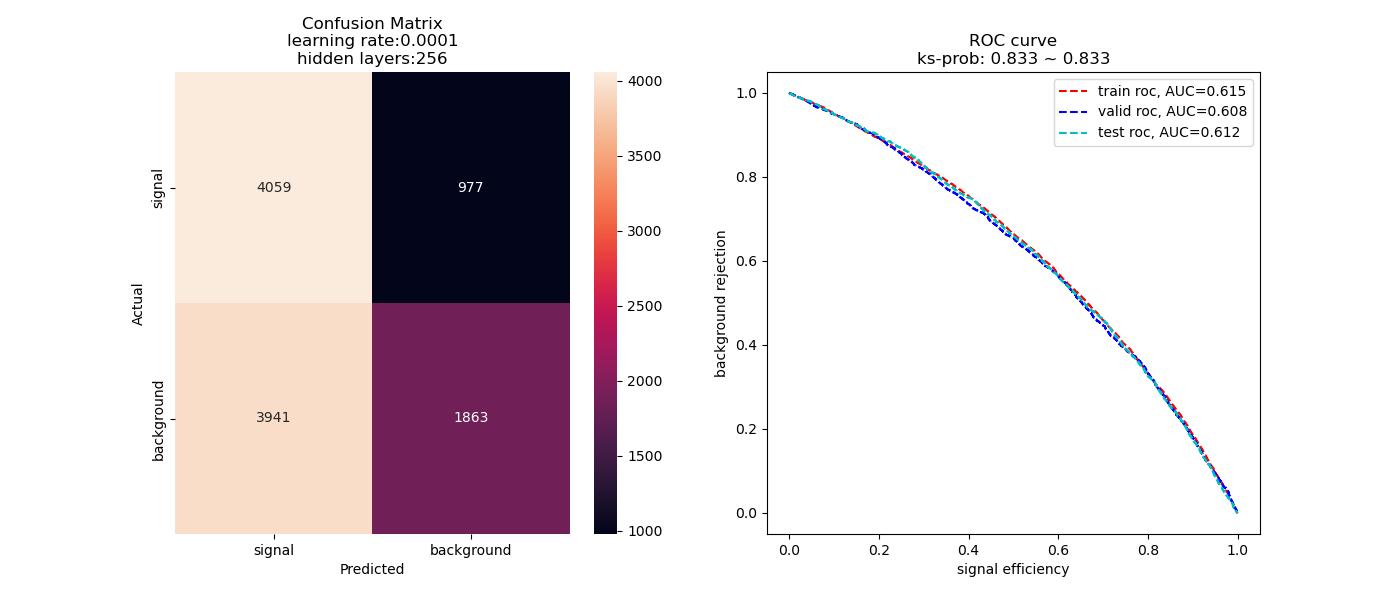 Confusion Matrix
learning rate:0.0001
hidden layers:256
signal
background
Actual
4059
977
3941
1863
signal
background
Predicted
4000
3500
3000
2500
2000
1500
1000
ROC curve
ks-prob: 0.833 ~ 0.833
train roc, AUC=0.615
valid roc, AUC=0.608
test roc, AUC=0.612
background rejection
1.0
0.8
0.6
0.4
0.2
0.0
0.0
0.2
0.4
0.6
0.8
1.0
signal efficiency